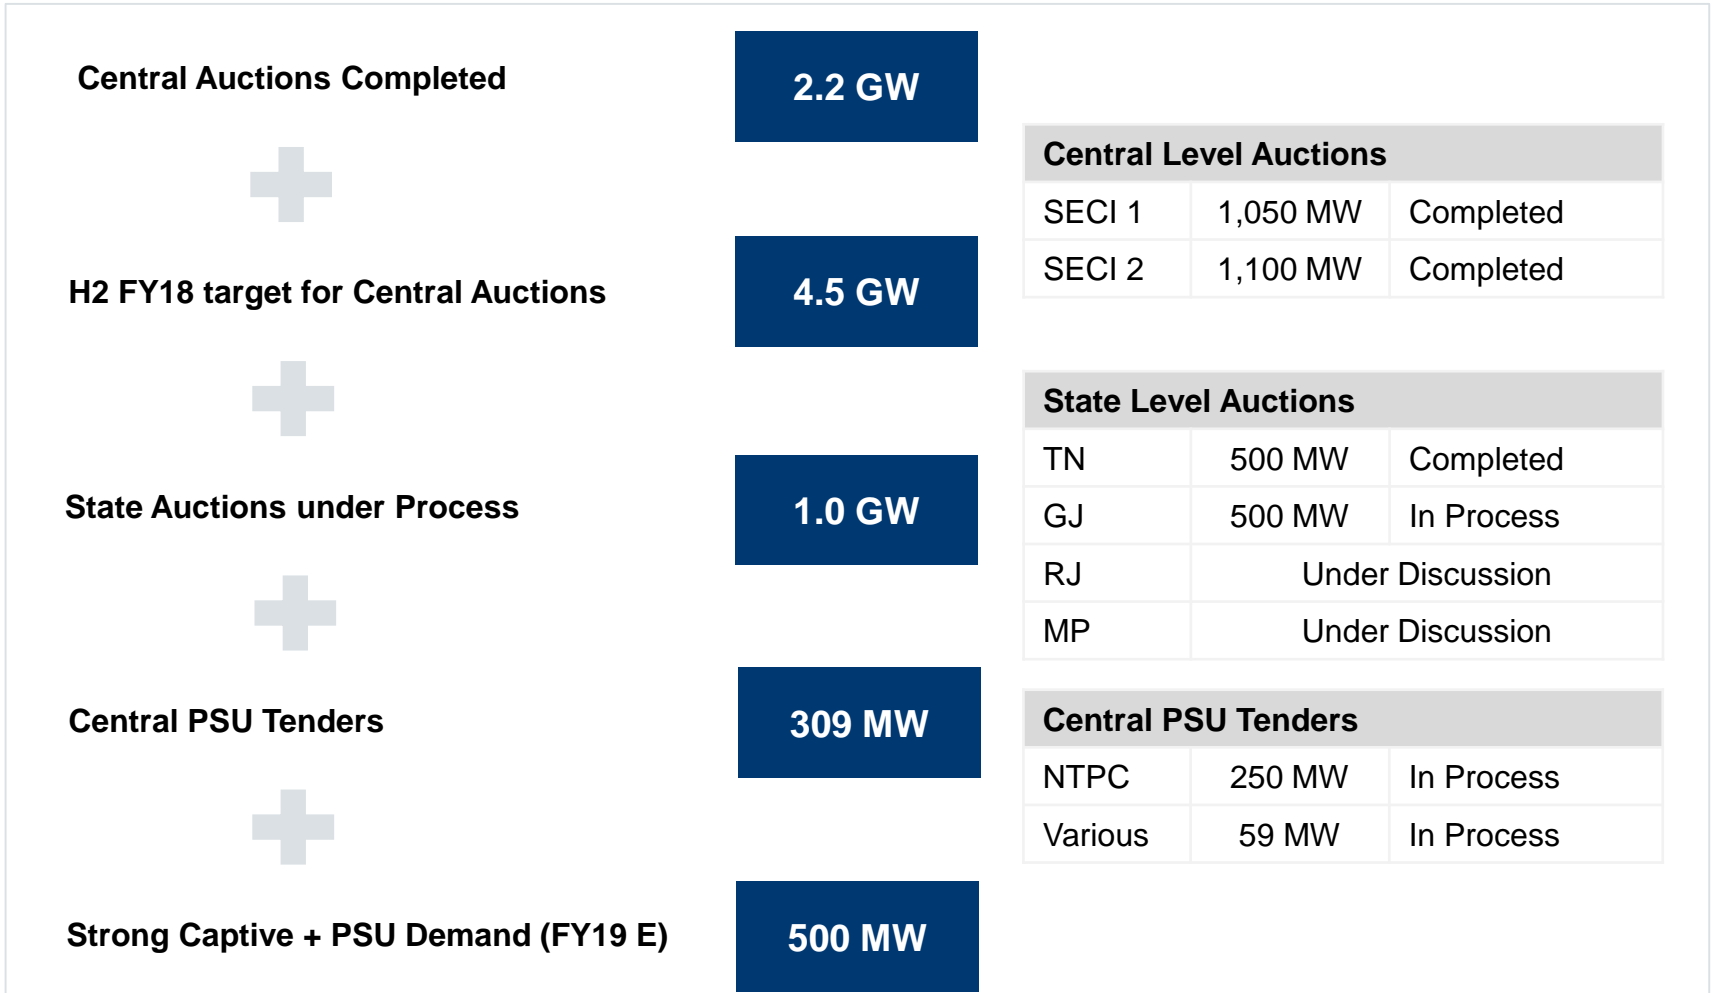 Central Auctions Completed
2.2 GW
H2 FY18 target for Central Auctions
4.5 GW
State Auctions under Process
1.0 GW
Central PSU Tenders
309 MW
Strong Captive + PSU Demand (FY19 E)
500 MW
Central Level Auctions
SECI 1 1,050 MW Completed
SECI 2 1,100 MW Completed
State Level Auctions
TN 500 MW Completed
GJ 500 MW In Process
RJ Under Discussion
MP Under Discussion
Central PSU Tenders
NTPC 250 MW In Process
Various 59 MW In Process